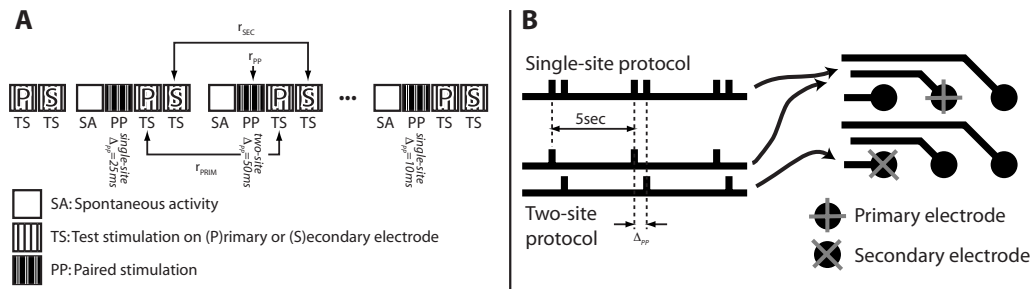 A
r_SEC
r_PP
P S P S P S P S
TS TS SA PP TS TS SA PP TS TS ••• SA PP TS TS
single-site
Δ_PP=25ms
two-site
Δ_PP=50ms
single-site
Δ_PP=10ms
r_PRIM
SA: Spontaneous activity
TS: Test stimulation on (P)rimary or (S)econdary electrode
PP: Paired stimulation
B
Single-site protocol
5sec
Two-site
protocol
Δ_PP
Primary electrode
Secondary electrode